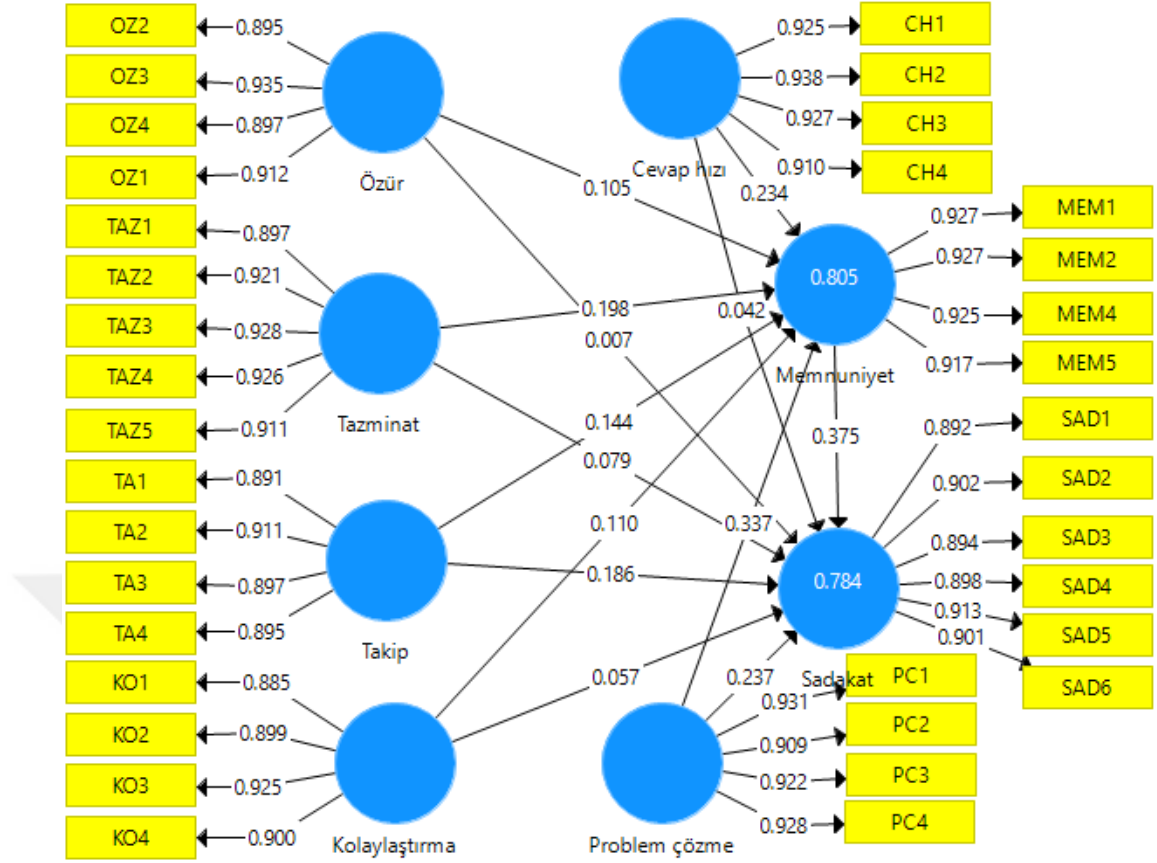 OZ2
0.895
OZ3
0.935
OZ4
0.897
OZ1
0.912
Özür
TAZ1
0.897
TAZ2
0.921
TAZ3
0.928
TAZ4
0.926
TAZ5
0.911
Tazminat
TA1
0.891
TA2
0.911
TA3
0.897
TA4
0.895
Takip
KO1
0.885
KO2
0.899
KO3
0.925
KO4
0.900
Kolaylaştırma
0.105
0.198
0.007
0.144
0.079
0.110
0.186
0.057
Cevap hızı
0.925
CH1
0.938
CH2
0.927
CH3
0.910
CH4
0.234
0.042
0.805
Memnuniyet
0.927
MEM1
0.927
MEM2
0.925
MEM4
0.917
MEM5
0.375
0.337
0.784
Sadakat
0.892
SAD1
0.902
SAD2
0.894
SAD3
0.898
SAD4
0.913
SAD5
0.901
SAD6
0.237
Problem çözme
0.931
PC1
0.909
PC2
0.922
PC3
0.928
PC4